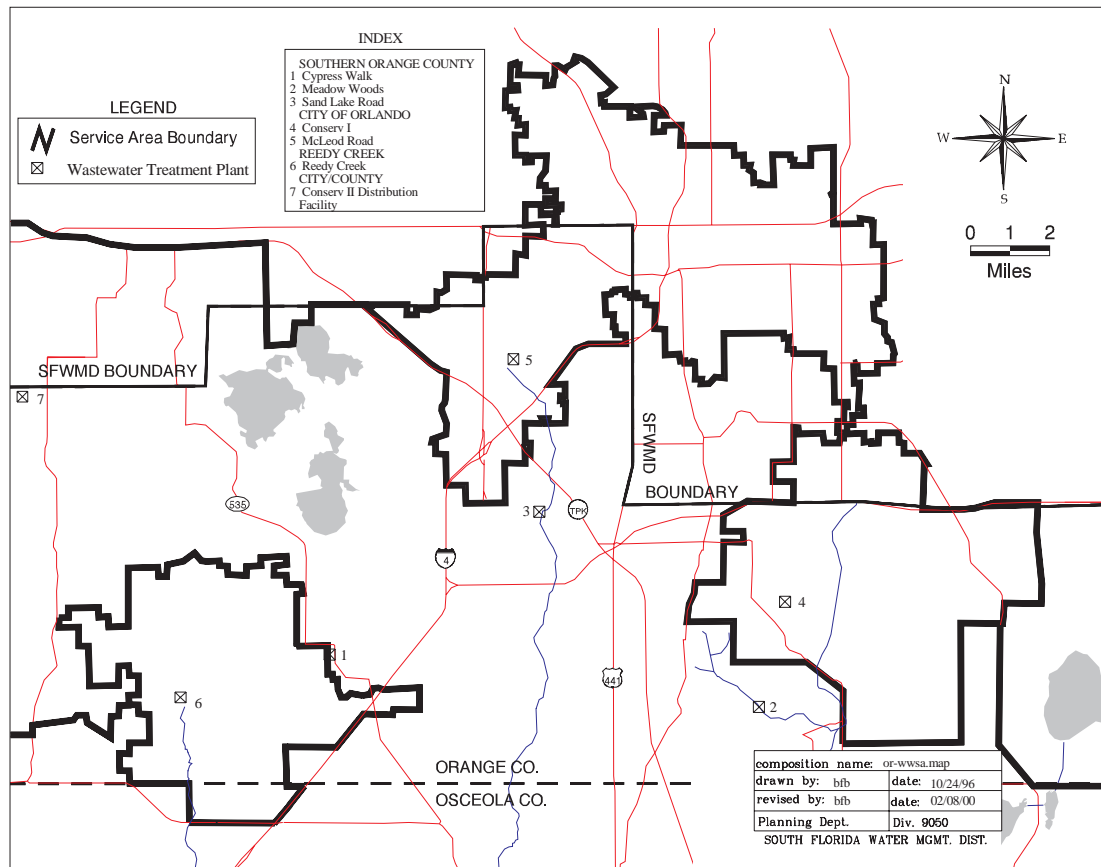 INDEX
SOUTHERN ORANGE COUNTY
1 Cypress Walk
2 Meadow Woods
3 Sand Lake Road
CITY OF ORLANDO
4 Conserv I
5 McLeod Road
REEDY CREEK
6 Reedy Creek
CITY/COUNTY
7 Conserv II Distribution
Facility
LEGEND
Service Area Boundary
Wastewater Treatment Plant
N
W E
S
0 1 2
Miles
SFWMD BOUNDARY
5
7
SFWMD
BOUNDARY
535
3
TPK
4
4
1
441
6
2
ORANGE CO.
OSCEOLA CO.
composition name: or-wwsa.map
drawn by: bfb date: 10/24/96
revised by: bfb date: 02/08/00
Planning Dept. Div. 9050
SOUTH FLORIDA WATER MGMT. DIST.